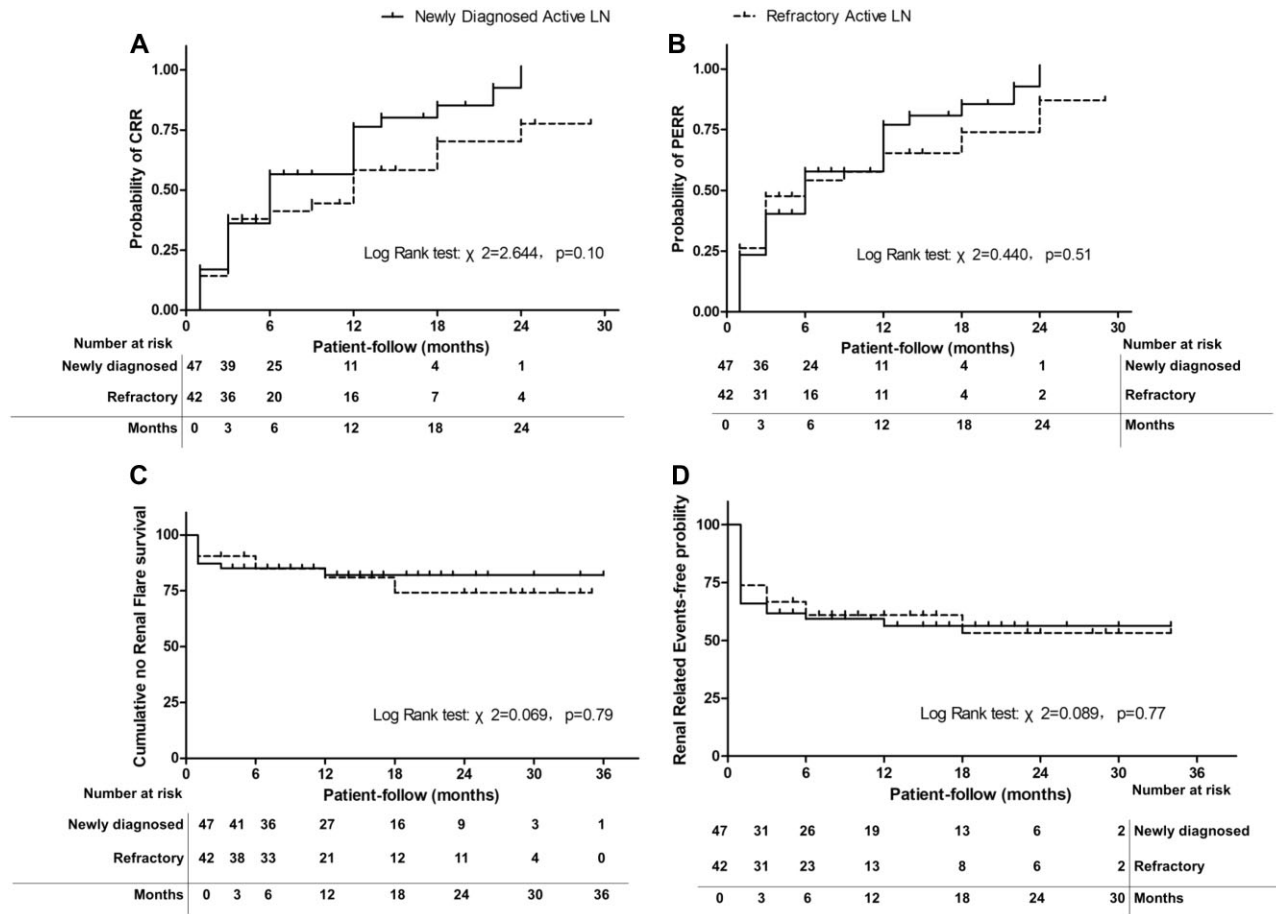 Newly Diagnosed Active LN
Refractory Active LN
A
Probability of CRR
1.00
0.75
0.50
0.25
0.00
Log Rank test: χ 2=2.644, p=0.10
0 6 12 18 24 30
Patient-follow (months)
Number at risk
Newly diagnosed 47 39 25 11 4 1
Refractory 42 36 20 16 7 4
Months 0 3 6 12 18 24
B
Probability of PERR
1.00
0.75
0.50
0.25
0.00
Log Rank test: χ 2=0.440, p=0.51
0 6 12 18 24 30
Patient-follow (months)
Number at risk
47 36 24 11 4 1 Newly diagnosed
42 31 16 11 4 2 Refractory
0 3 6 12 18 24 Months
C
Cumulative no Renal Flare survival
100
75
50
25
0
Log Rank test: χ 2=0.069, p=0.79
0 6 12 18 24 30 36
Patient-follow (months)
Number at risk
Newly diagnosed 47 41 36 27 16 9 3 1
Refractory 42 38 33 21 12 11 4 0
Months 0 3 6 12 18 24 30 36
D
Renal Related Events-free probility
100
75
50
25
0
Log Rank test: χ 2=0.089, p=0.77
0 6 12 18 24 30 36
Patient-follow (months)
Number at risk
47 31 26 19 13 6 2 Newly diagnosed
42 31 23 13 8 6 2 Refractory
0 3 6 12 18 24 30 Months